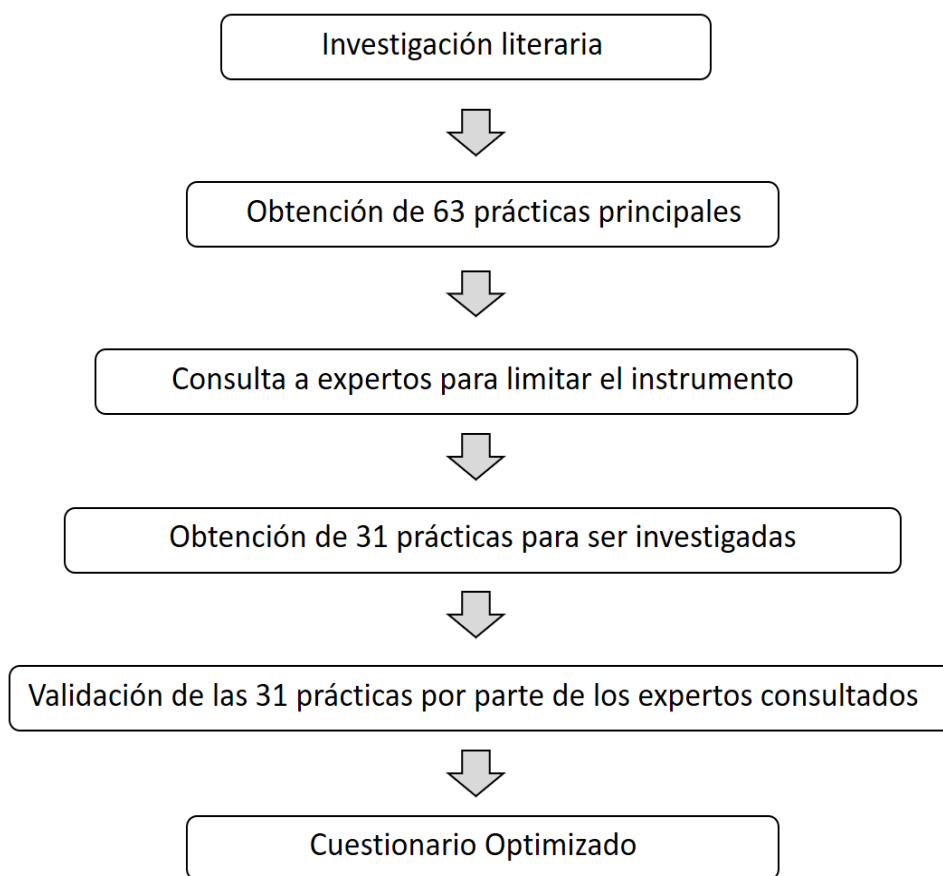 Investigación literaria
Obtención de 63 prácticas principales
Consulta a expertos para limitar el instrumento
Obtención de 31 prácticas para ser investigadas
Validación de las 31 prácticas por parte de los expertos consultados
Cuestionario Optimizado